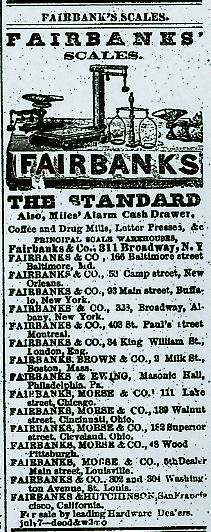 FAIRBANK'S SCALES.
FAIRBANKS'
SCALES.
FAIRBANKS
THE STANDARD
Also, Miles' Alarm Cash Drawer,
Coffee and Drug Mills, Letter Presses, &c
PRINCIPAL SCALE WAREHOUSES,
Fairbanks & Co., 311 Broadway, N. Y
FAIRBANKS & CO., 166 Baltimore street
Baltimore, Md.
FAIRBANKS & CO., 53 Camp street, New
Orleans.
FAIRBANKS & CO., 93 Main street, Buffa-
lo, New York.
FAIRBANKS & CO., 333, Broadway, Al-
bany, New York.
FAIRBANKS & CO., 403 St. Paul's street
Montreal.
FAIRBANKS & CO., 34 King William St.,
London, Eng.
FAIRBANKS, BROWN & CO., 2 Milk St.,
Boston, Mass
FAIRBANKS & EWING, Masonic Hall,
Philadelphia, Pa.
FAIRBANKS, MORSE & CO., 111 Lake
street, Chicago.
FAIRBANKS, MORSE & CO., 139 Walnut
street, Cincinnati, Ohio.
FAIRBANKS, MORSE & CO., 182 Superior
street, Cleveland, Ohio.
FAIRBANKS, MORSE & CO., 48 Wood
Pittsburgh.
FAIRBANKS, MORSE & CO.,
Main street, Louisville.
FAIRBANKS & CO., 302 and 304 Washing
ton Avenue, St. Louis.
FAIRBANKS & HUTCHINSON, San Francis
cisco, California.
For sale by leading Hardware Dealers.